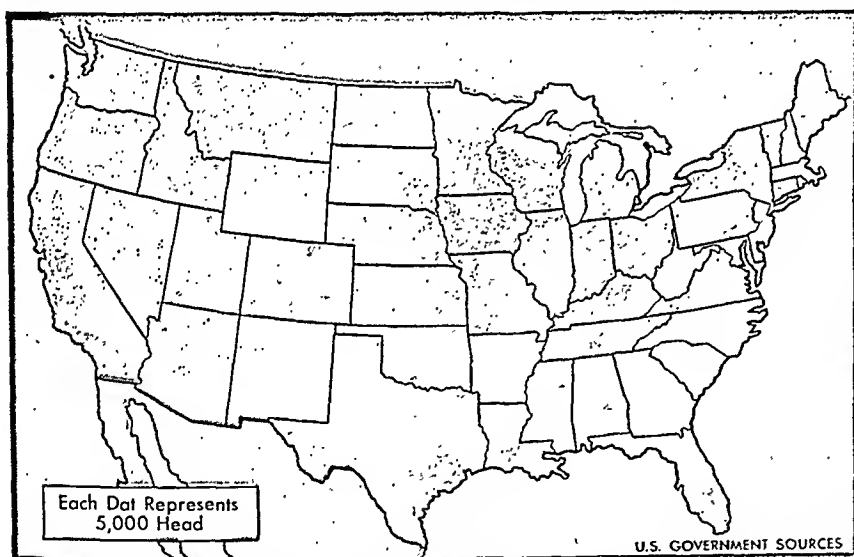 Each Dat Represents
5,000 Head
U.S. GOVERNMENT SOURCES